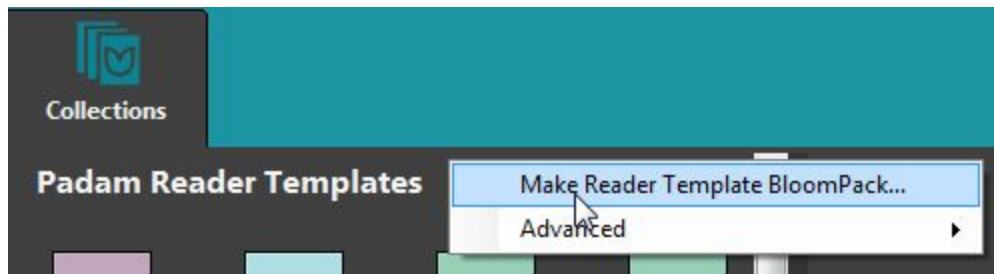 Collections
Padam Reader Templates
Make Reader Template BloomPack...
Advanced